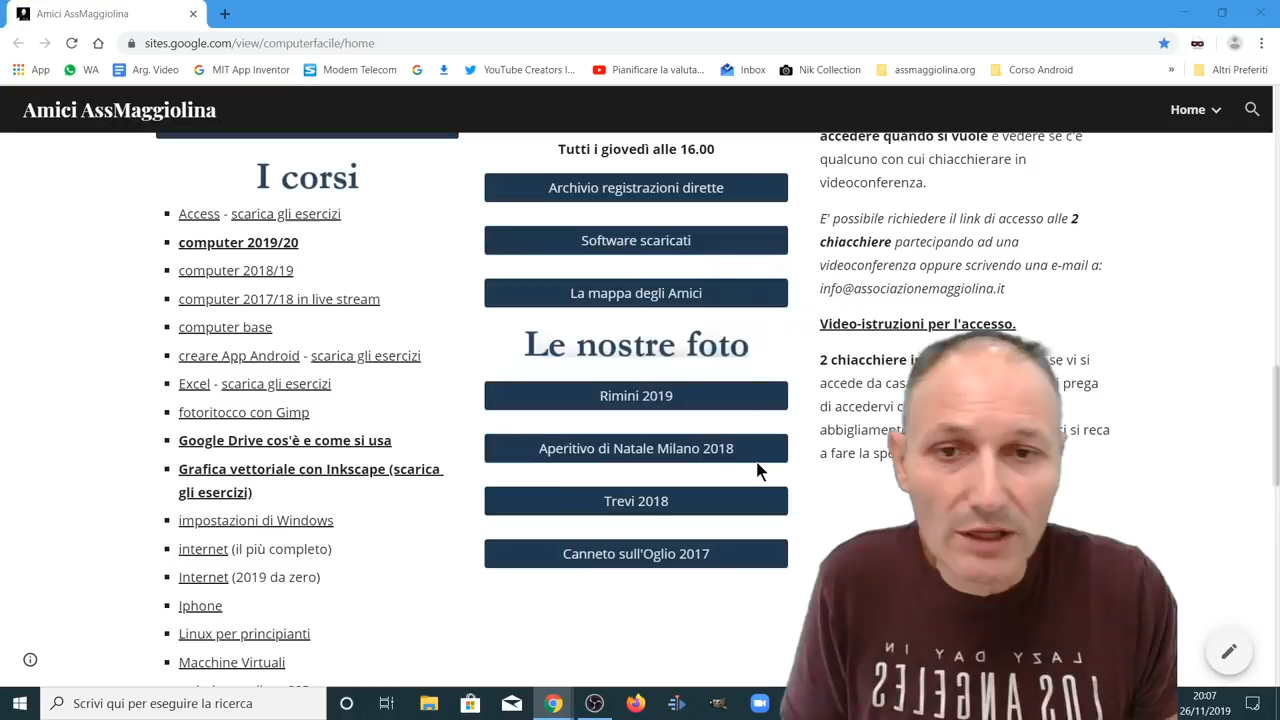 Amici AssMaggiolina
sites.google.com/view/computerfacile/home
App WA Arg. Video MIT App Inventor Modem Telecom YouTube Creators I... Pianificare la valuta... Inbox Nik Collection assmaggiolina.org Corso Android » Altri Preferiti
Amici AssMaggiolina
Home
I corsi
Access - scarica gli esercizi
computer 2019/20
computer 2018/19
computer 2017/18 in live stream
computer base
creare App Android - scarica gli esercizi
Excel - scarica gli esercizi
fotoritocco con Gimp
Google Drive cos'è e come si usa
Grafica vettoriale con Inkscape (scarica
gli esercizi)
impostazioni di Windows
internet (il più completo)
Internet (2019 da zero)
Iphone
Linux per principianti
Macchine Virtuali
Tutti i giovedì alle 16.00
Archivio registrazioni dirette
Software scaricati
La mappa degli Amici
Le nostre foto
Rimini 2019
Aperitivo di Natale Milano 2018
Trevi 2018
Canneto sull'Oglio 2017
accedere quando si vuole e vedere se c'è
qualcuno con cui chiacchierare in
videoconferenza.
E' possibile richiedere il link di accesso alle 2
chiacchiere partecipando ad una
videoconferenza oppure scrivendo una e-mail a:
info@associazionemaggiolina.it
Video-istruzioni per l'accesso.
2 chiacchiere se vi si
accede da prega
di accedervi
si reca
a fare la
LAZY DAY IN
LOS ANGELES
Scrivi qui per eseguire la ricerca
20:07
26/11/2019